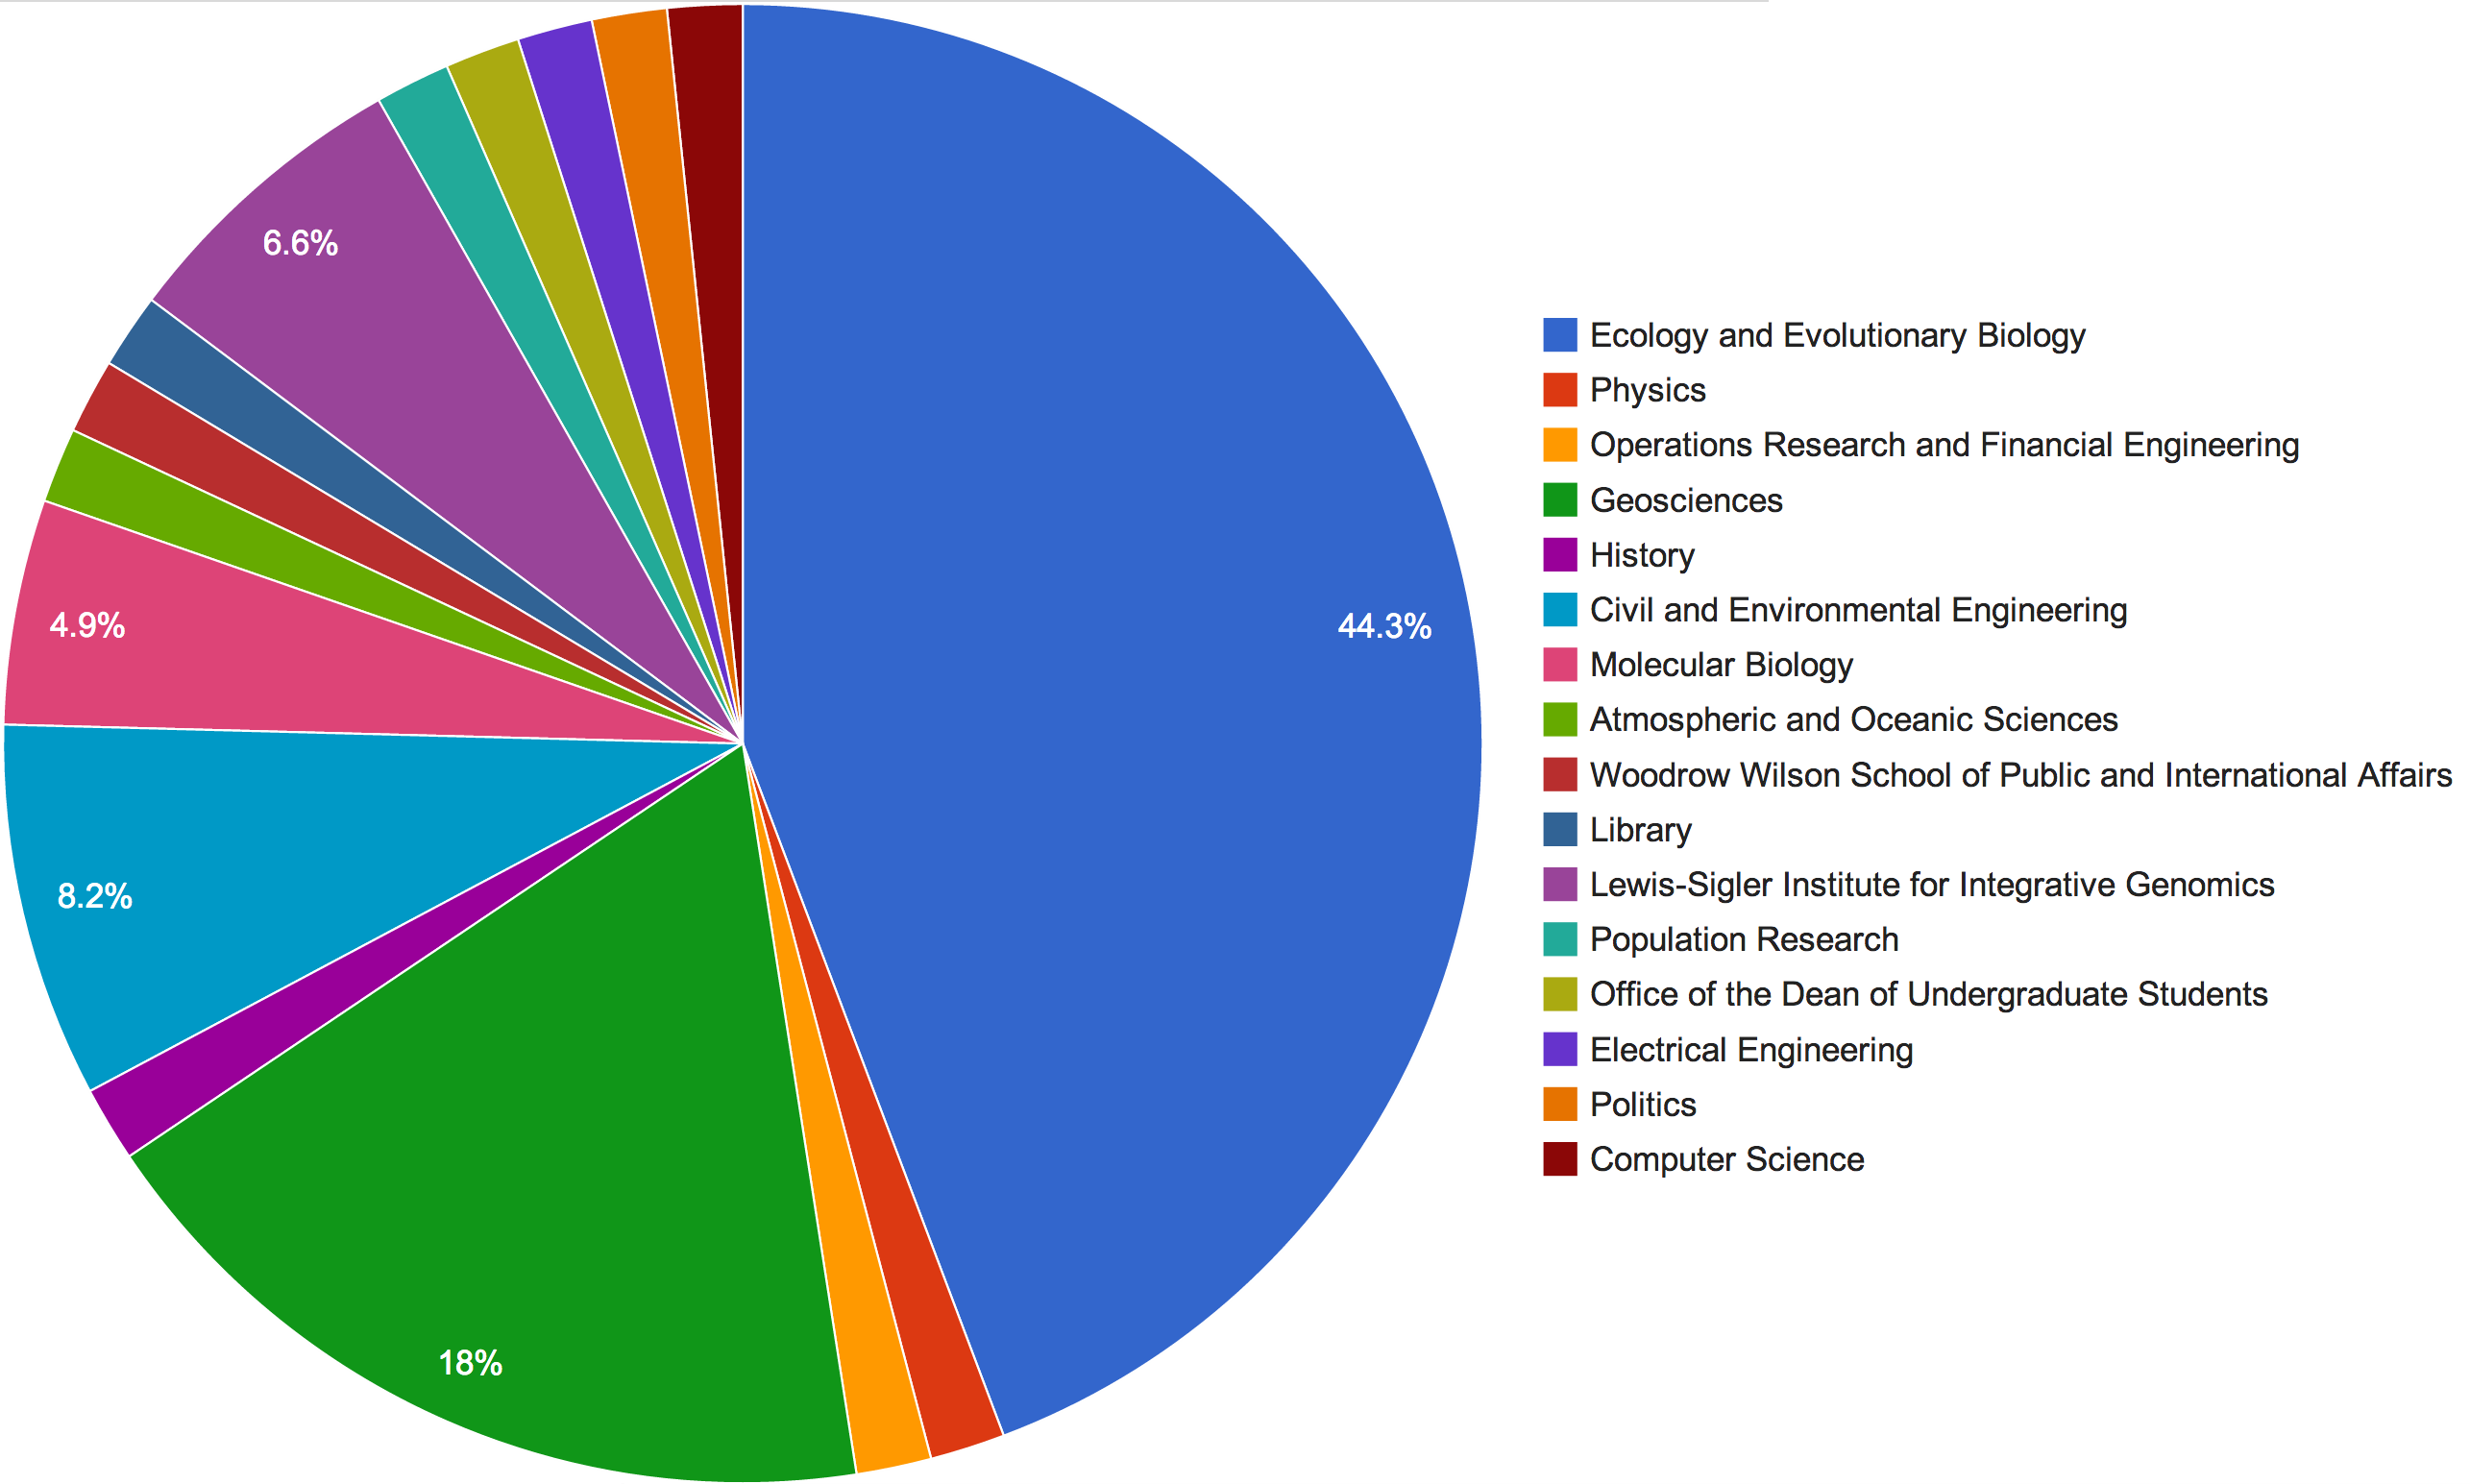 6.6%
4.9%
44.3%
8.2%
18%
Ecology and Evolutionary Biology
Physics
Operations Research and Financial Engineering
Geosciences
History
Civil and Environmental Engineering
Molecular Biology
Atmospheric and Oceanic Sciences
Woodrow Wilson School of Public and International Affairs
Library
Lewis-Sigler Institute for Integrative Genomics
Population Research
Office of the Dean of Undergraduate Students
Electrical Engineering
Politics
Computer Science